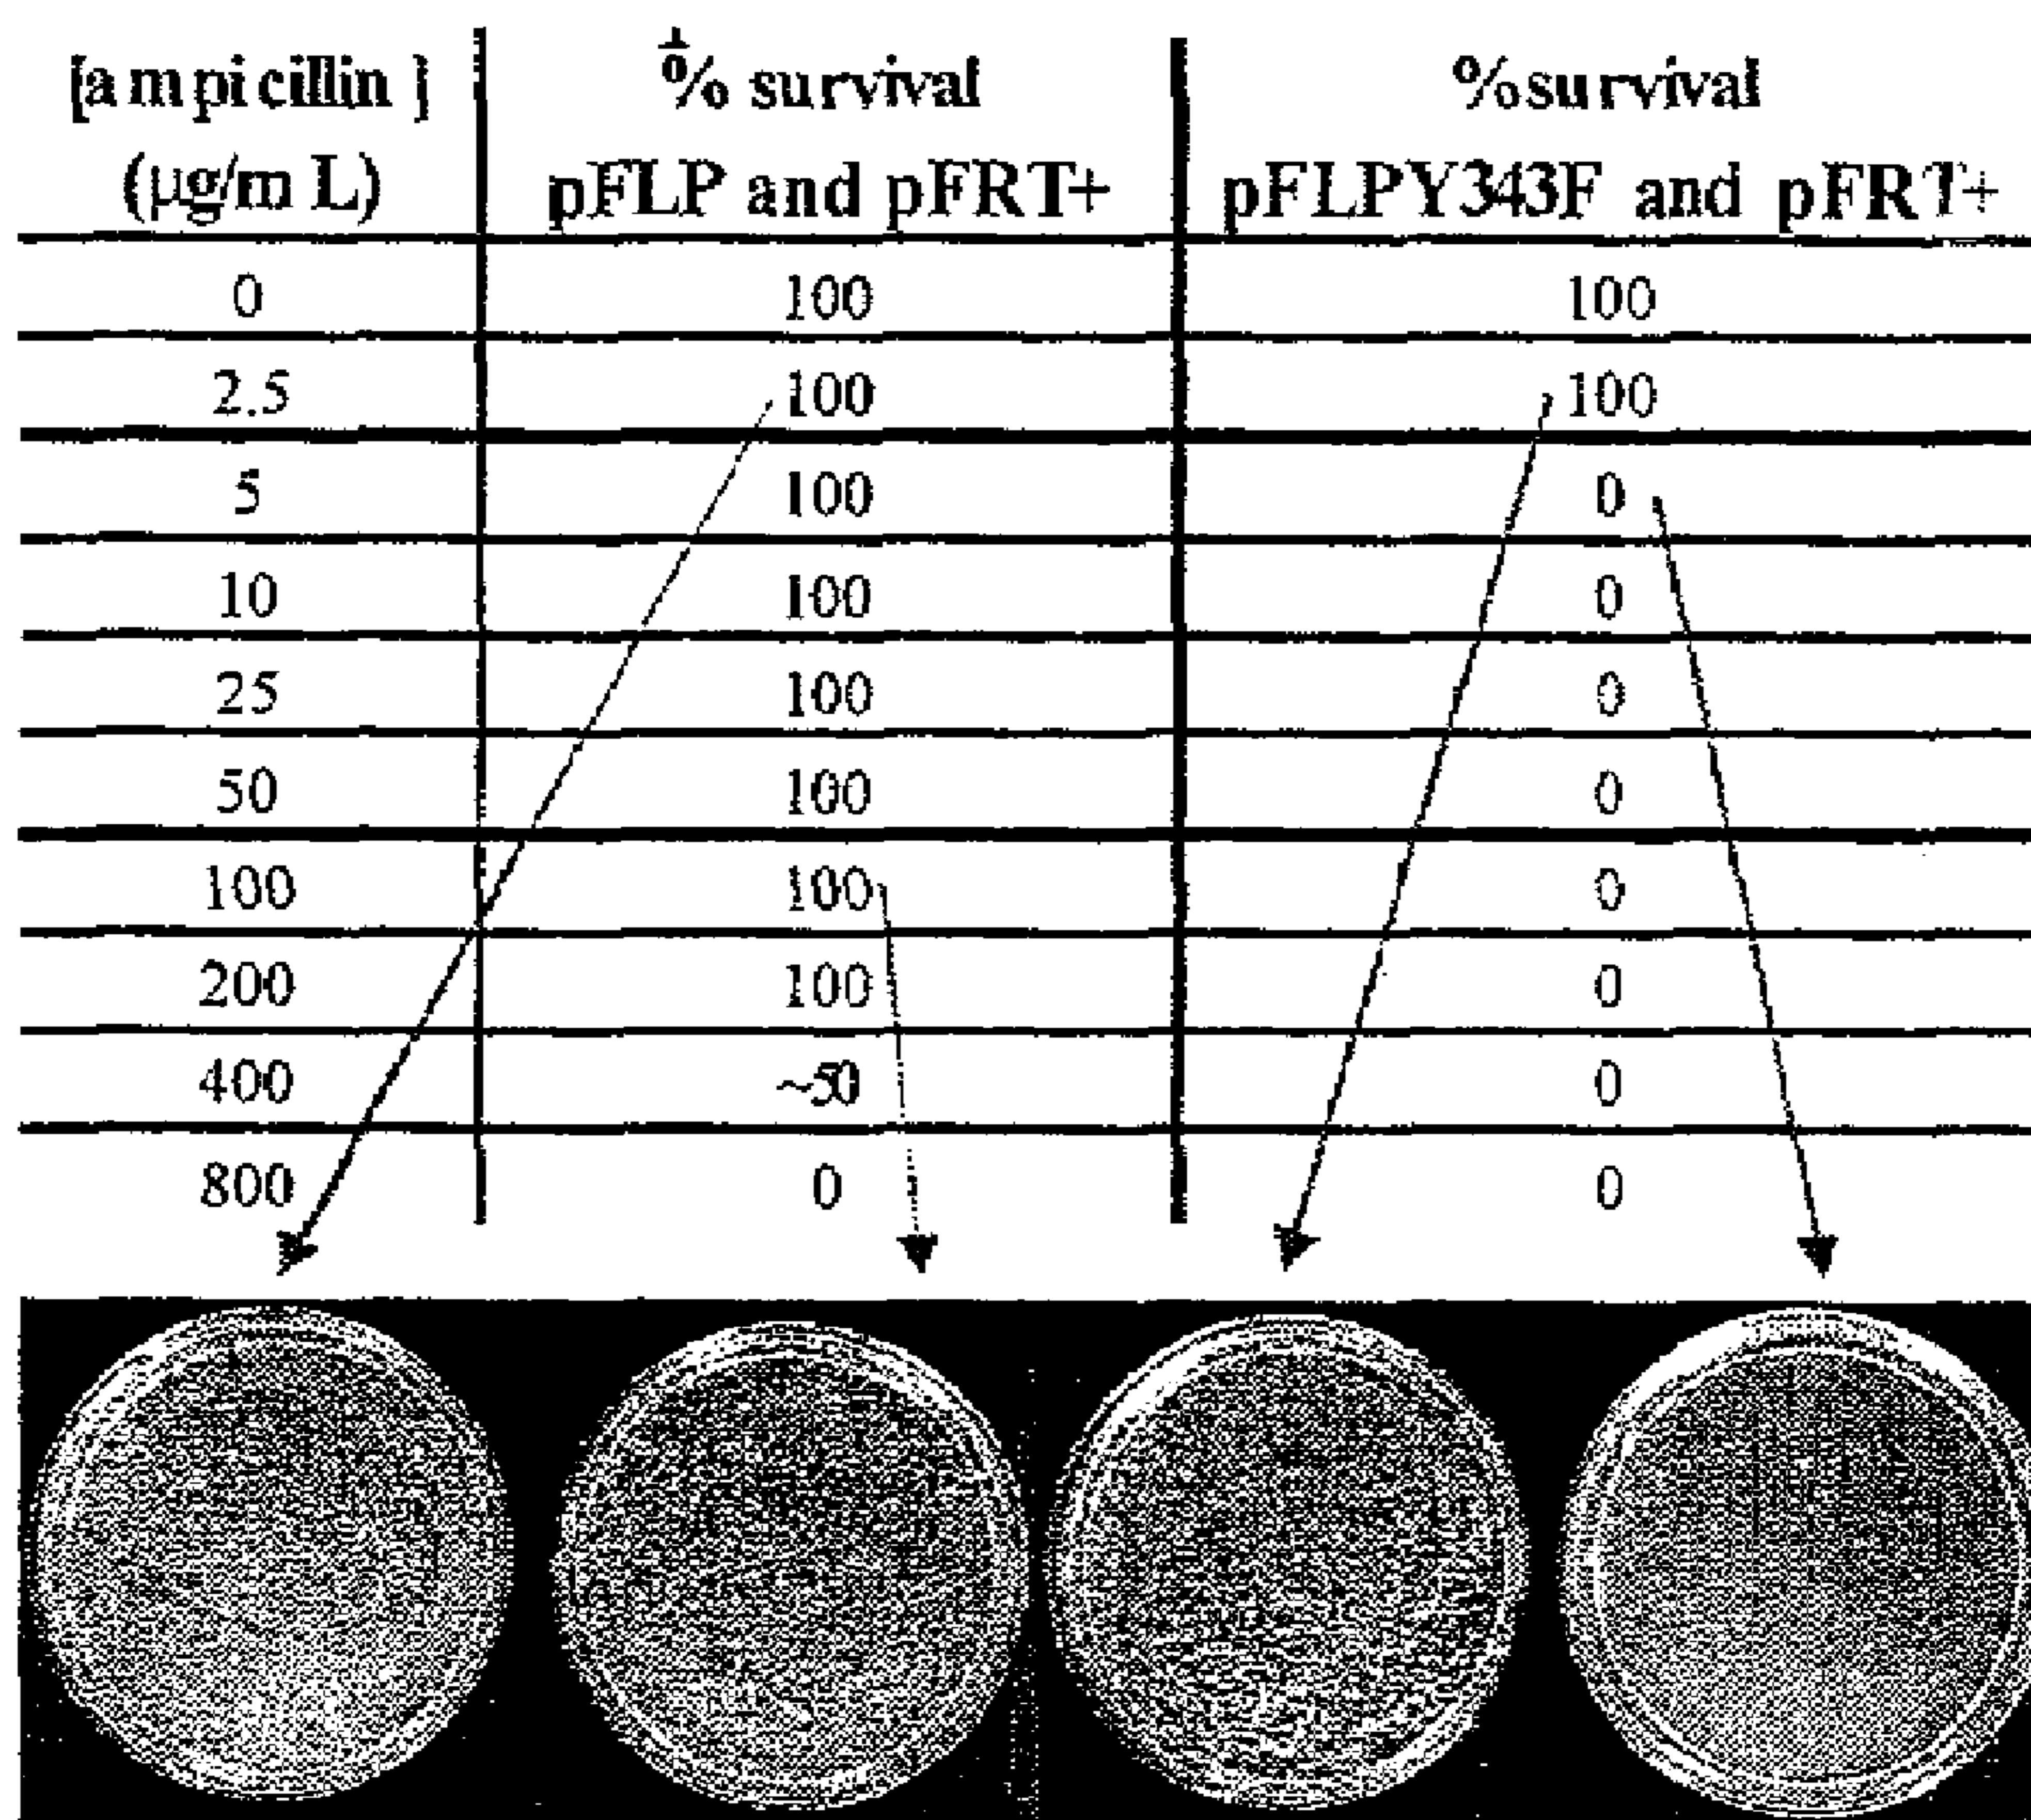 [ampicillin] % survival %survival
(μg/mL) pFLP and pFRT+ pFLPY343F and pFRT+
0 100 100
2.5 100 100
5 100 0
10 100 0
25 100 0
50 100 0
100 100 0
200 100 0
400 ~50 0
800 0 0